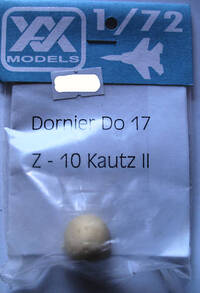 1/72
MODELS
Dornier Do 17
Z - 10 Kautz II